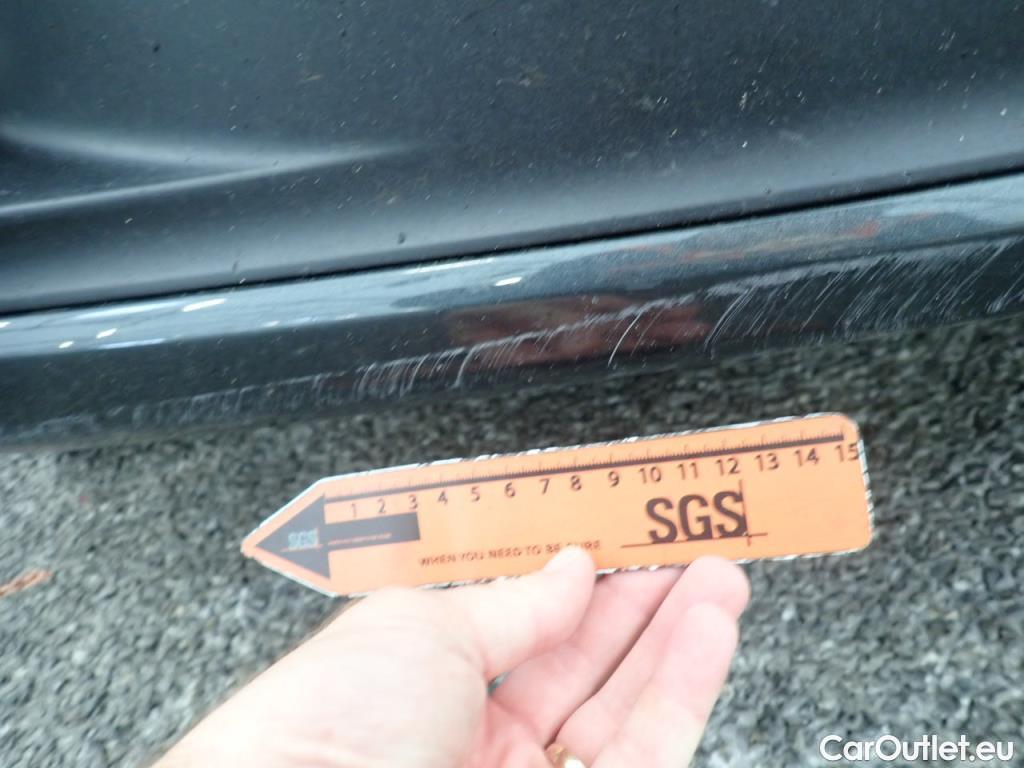 1 2 3 4 5 6 7 8 9 10 11 12 13 14 15
SGS
SGS
WHEN YOU NEED TO BE SURE
CarOutlet.eu